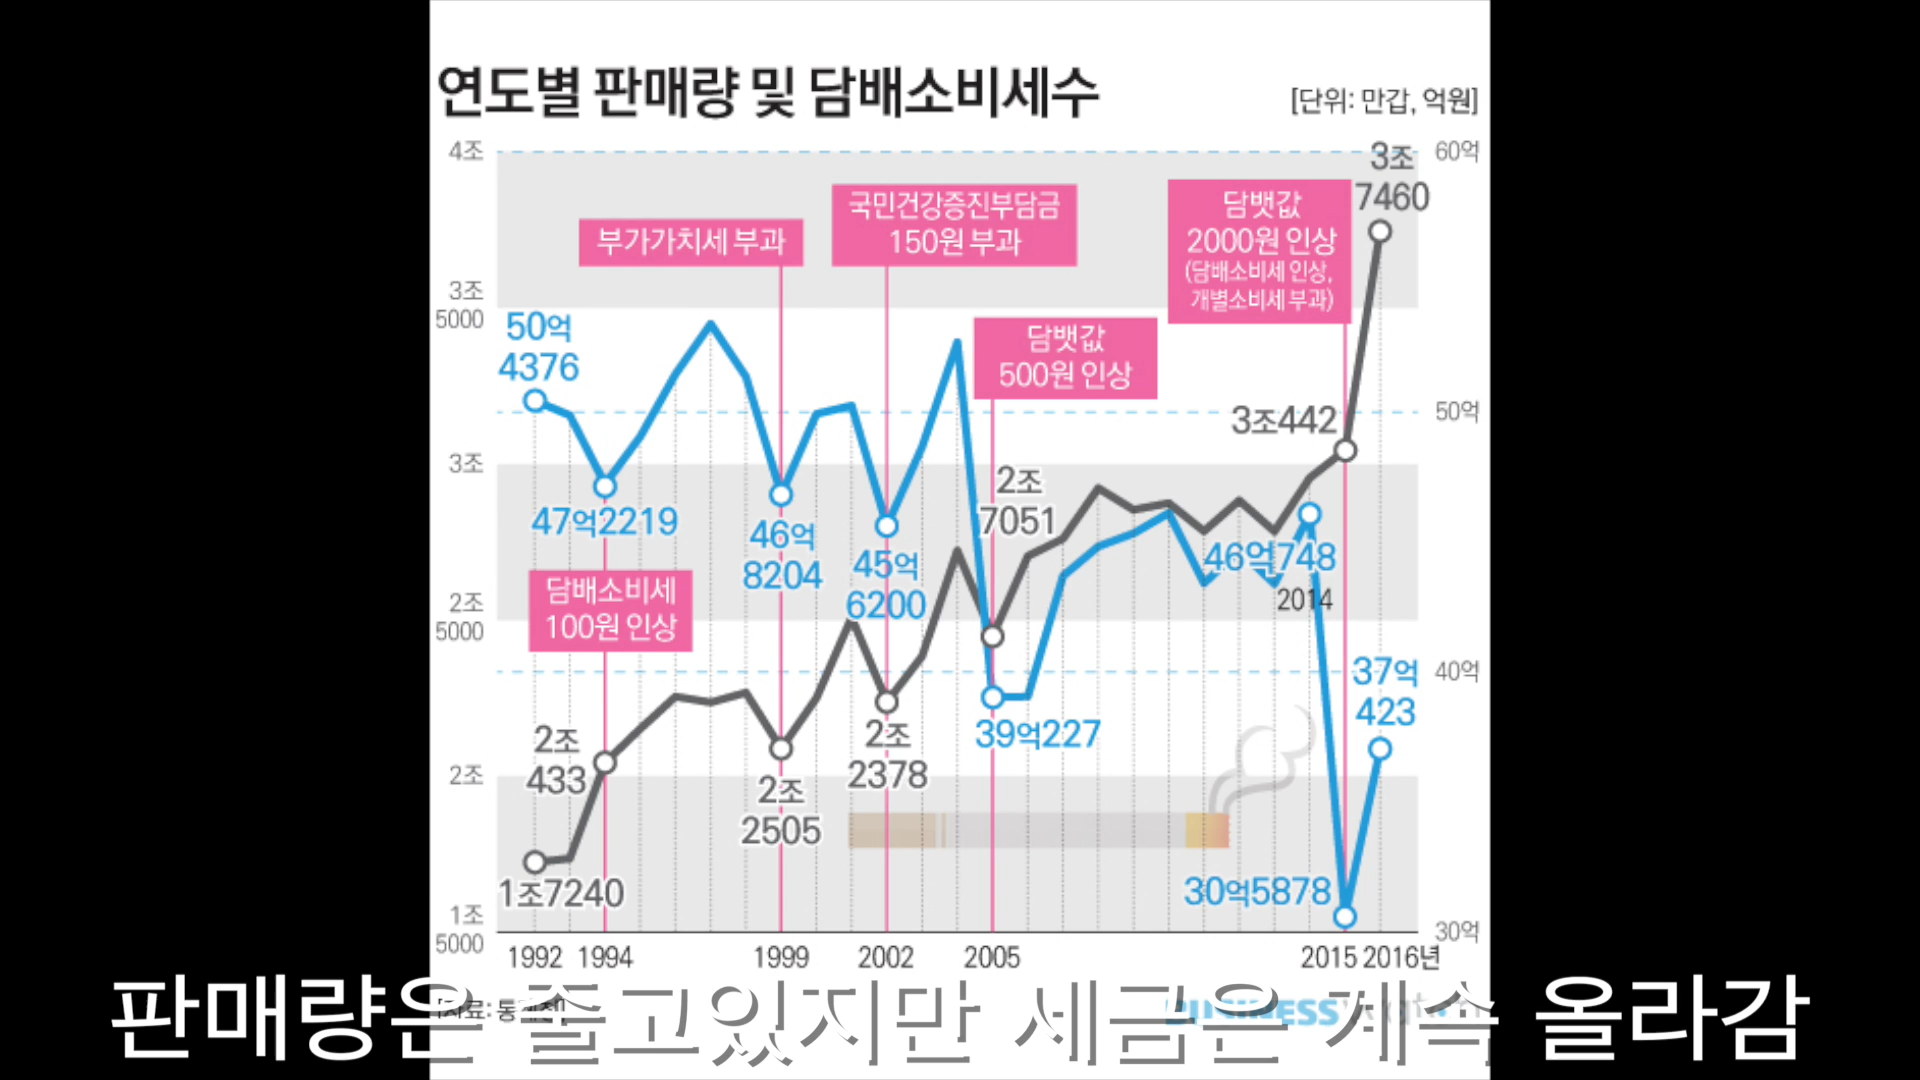 연도별 판매량 및 담배소비세수
[단위: 만갑, 억원]
4조
3조
5000
3조
2조
5000
2조
1조
5000
60억
50억
40억
30억
부가가치세 부과
국민건강증진부담금
150원 부과
담뱃값
2000원 인상
(담배소비세 인상,
개별소비세 부과)
담뱃값
500원 인상
담배소비세
100원 인상
50억
4376
47억2219
46억
8204
45억
6200
39억227
46억748
2014
30억5878
37억
423
1조7240
2조
433
2조
2505
2조
2378
2조
7051
3조442
3조
7460
1992
1994
1999
2002
2005
2015
2016년
BUSINESS
판매량은 줄고있지만 세금은 계속 올라감